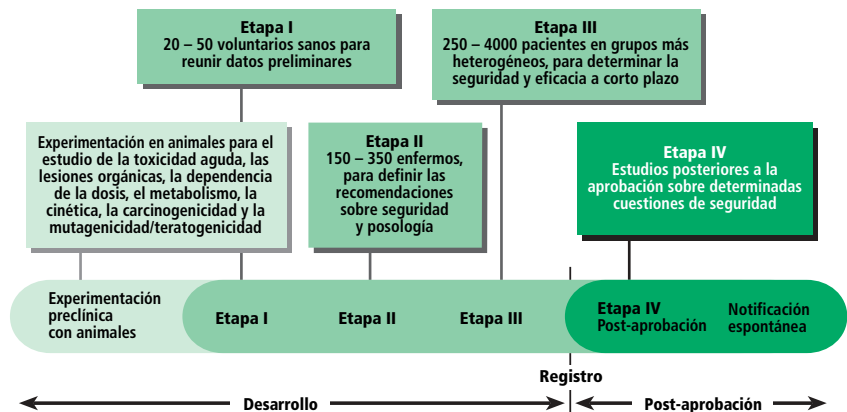 Etapa I
20 – 50 voluntarios sanos para
reunir datos preliminares
Etapa III
250 – 4000 pacientes en grupos más
heterogéneos, para determinar la
seguridad y eficacia a corto plazo
Experimentación en animales para el
estudio de la toxicidad aguda, las
lesiones orgánicas, la dependencia
de la dosis, el metabolismo, la
cinética, la carcinogenicidad y la
mutagenicidad/teratogenicidad
Etapa II
150 – 350 enfermos,
para definir las
recomendaciones
sobre seguridad
y posología
Etapa IV
Estudios posteriores a la
aprobación sobre determinadas
cuestiones de seguridad
Experimentación
preclínica
con animales
Etapa I
Etapa II
Etapa III
Etapa IV
Post-aprobación
Notificación
espontánea
Registro
Desarrollo
Post-aprobación